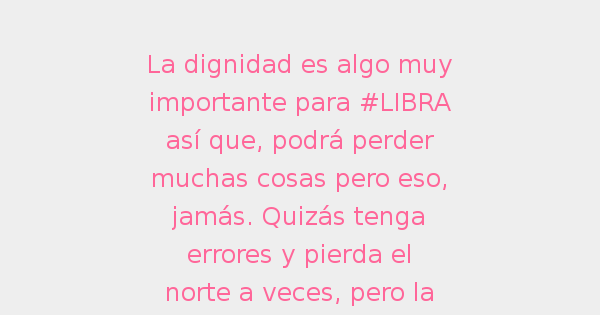 La dignidad es algo muy
importante para #LIBRA
así que, podrá perder
muchas cosas pero eso,
jamás. Quizás tenga
errores y pierda el
norte a veces, pero la